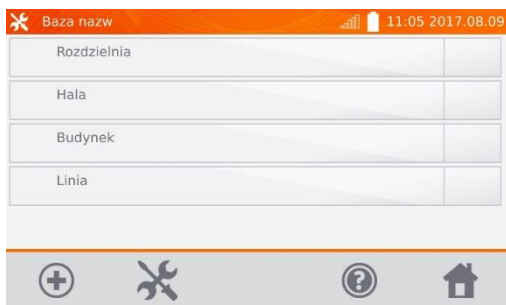 Baza nazw 11:05 2017.08.09
Rozdzielnia
Hala
Budynek
Linia